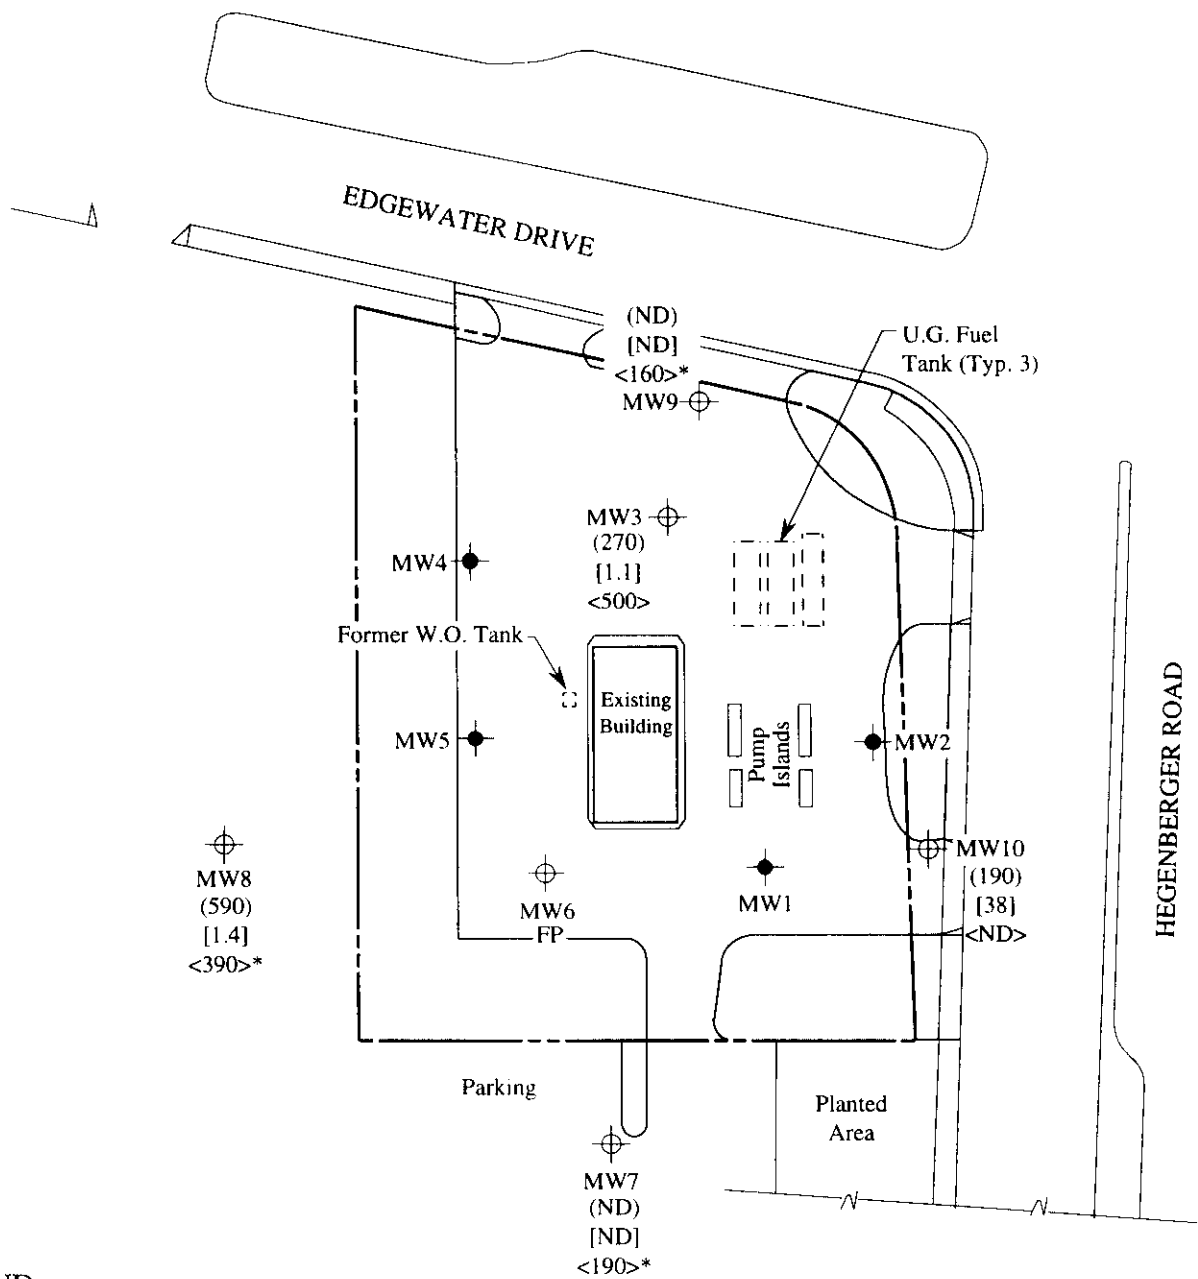 EDGEWATER DRIVE
(ND)
[ND]
<160>*
MW9
U.G. Fuel
Tank (Typ. 3)
MW3
(270)
[1.1]
<500>
MW4
Former W.O. Tank
Existing
Building
MW5
Pump
Islands
MW2
HEGENBERGER ROAD
MW8
(590)
[1.4]
<390>*
MW6
FP
MW1
MW10
(190)
[38]
<ND>
Parking
Planted
Area
MW7
(ND)
[ND]
<190>*